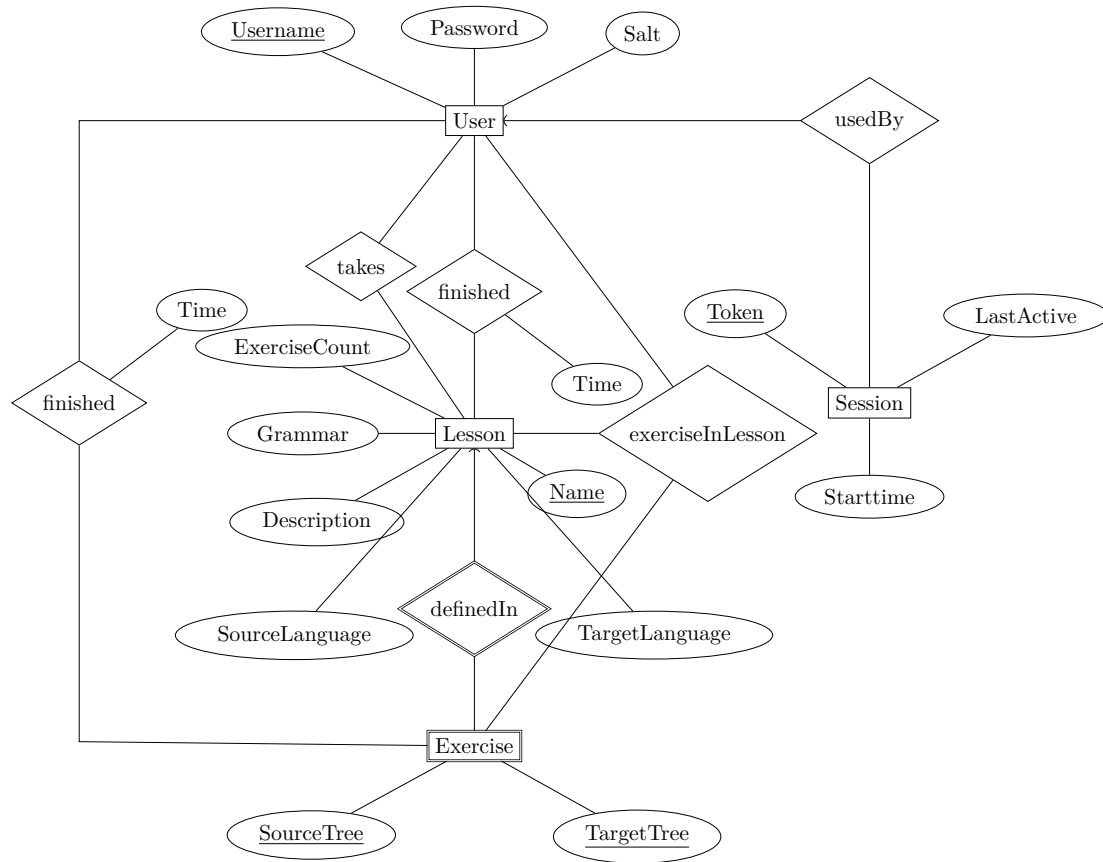 Username
Password
Salt
User
usedBy
takes
finished
Time
Token
LastActive
ExerciseCount
Time
finished
Session
Grammar
Lesson
exerciseInLesson
Name
Starttime
Description
definedIn
SourceLanguage
TargetLanguage
Exercise
SourceTree
TargetTree